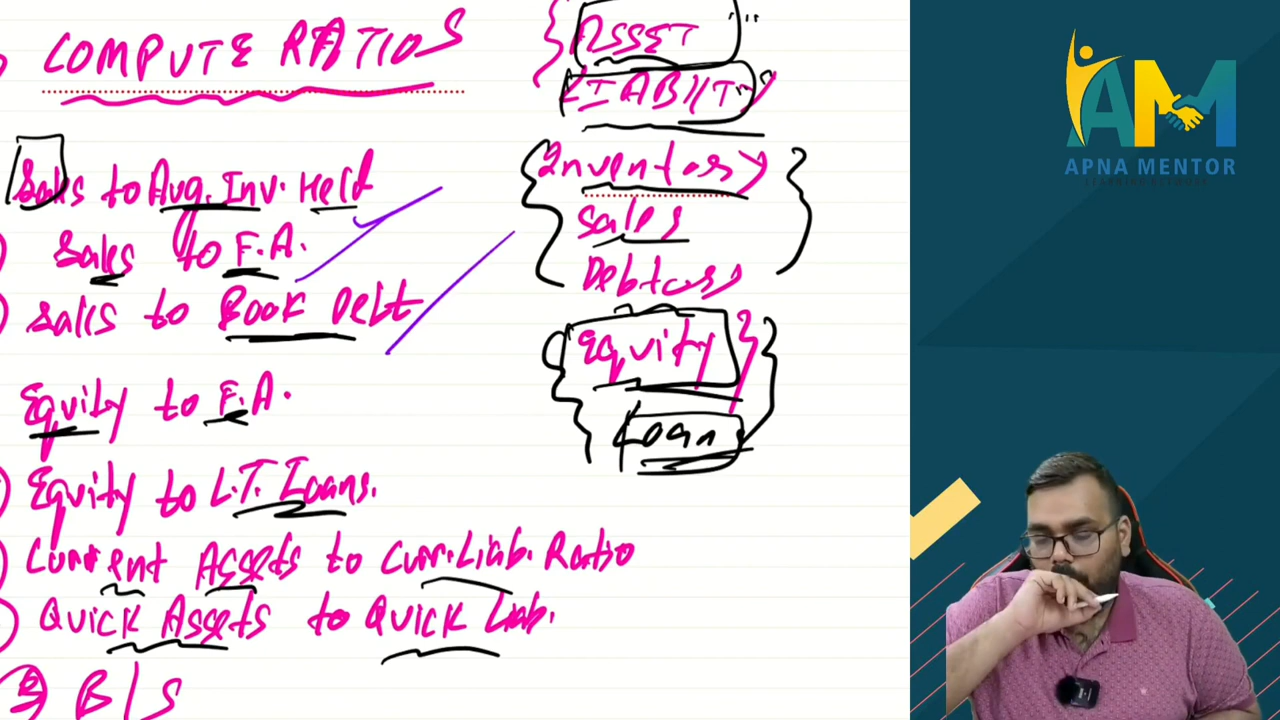 COMPUTE RATIOS
Sales to Avg. Inv. Held
Sales to F.A.
Sales to Book Debt
Equity to F.A.
Equity to L.T. Loans.
Current Assets to Curr. Liab. Ratio
Quick Assets to Quick Liab.
B/S
ASSET
LIABILITY
Inventory
Sales
Debtors
Equity
Loan
AM
APNA MENTOR